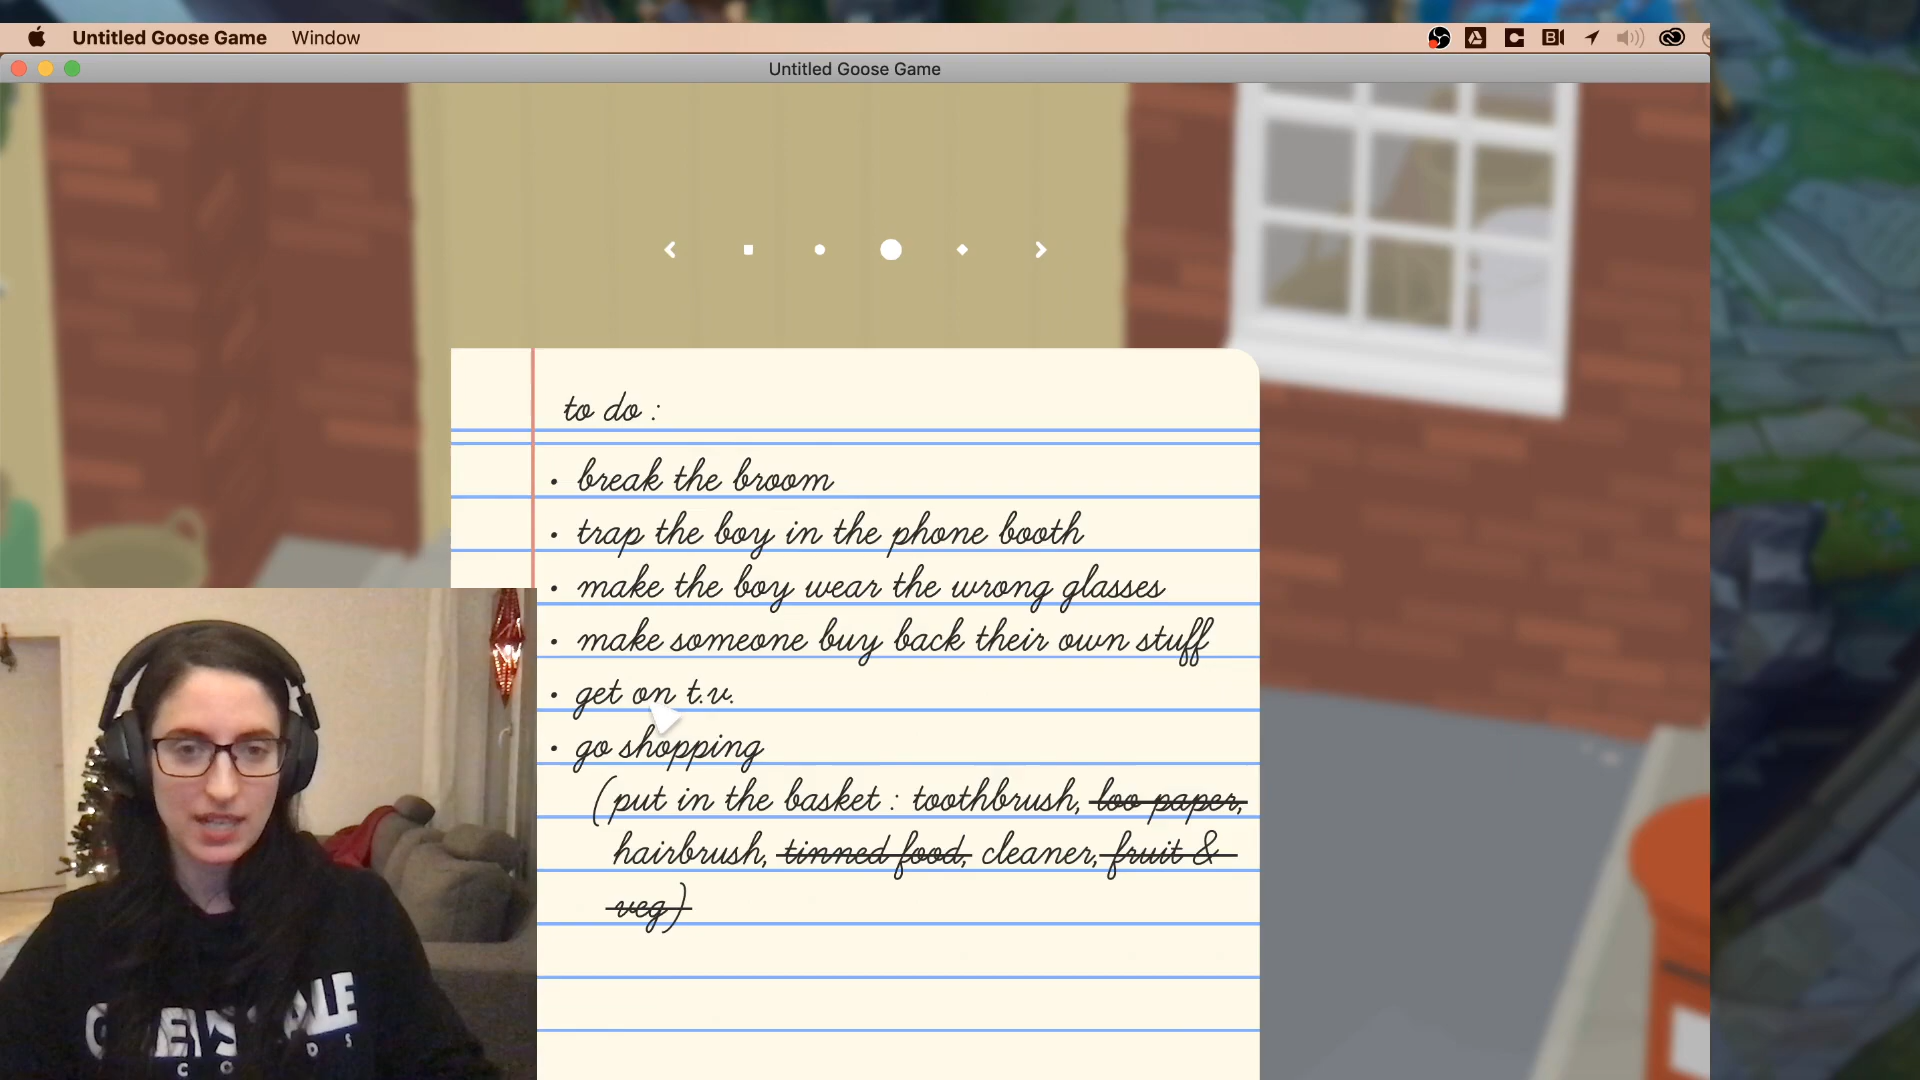 Untitled Goose Game Window
Untitled Goose Game
to do :
• break the broom
• trap the boy in the phone booth
• make the boy wear the wrong glasses
• make someone buy back their own stuff
• get on t.v.
• go shopping
(put in the basket : toothbrush, loo paper,
hairbrush, tinned food, cleaner, fruit &
veg)